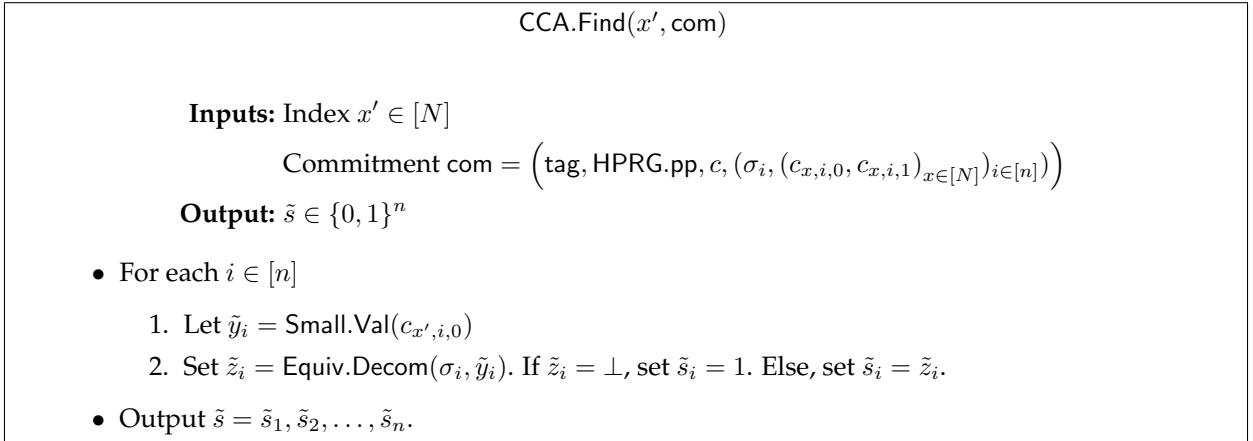 CCA.Find(x′, com)
Inputs: Index x′ ∈ [N]
Commitment com = (tag, HPRG.pp, c, (σ_i, (c_{x,i,0}, c_{x,i,1})_{x∈[N]})_{i∈[n]}))
Output: s̃ ∈ {0, 1}^n
• For each i ∈ [n]
1. Let ỹ_i = Small.Val(c_{x′,i,0})
2. Set z̃_i = Equiv.Decom(σ_i, ỹ_i). If z̃_i = ⊥, set s̃_i = 1. Else, set s̃_i = z̃_i.
• Output s̃ = s̃_1, s̃_2, . . . , s̃_n.